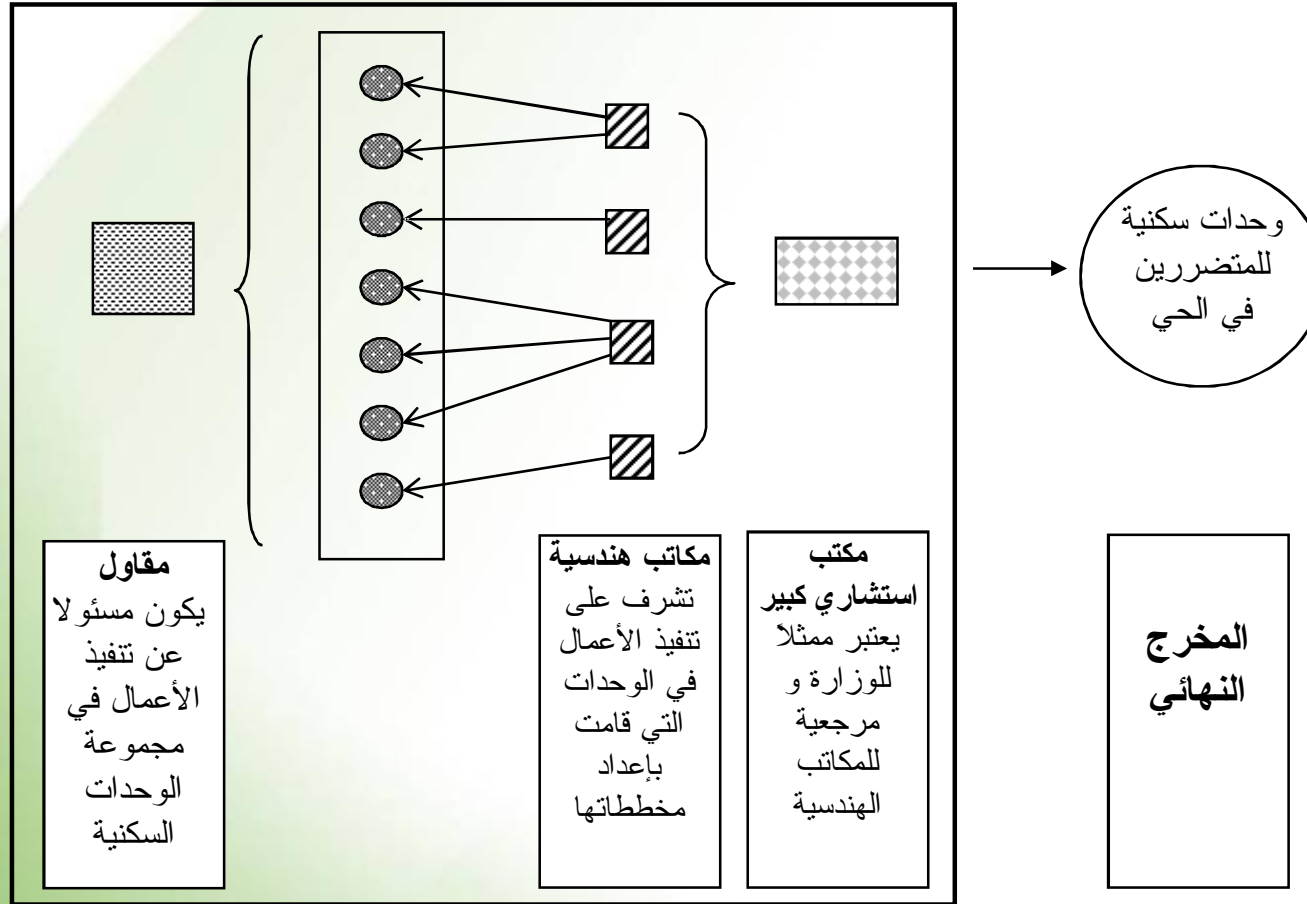 وحدات سكنية
للمتضررين
في الحي
المخرج
النهائي
مكتب
استشاري كبير
يعتبر ممثلاً
للوزارة و
مرجعية
للمكاتب
الهندسية
مكاتب هندسية
تشرف على
تنفيذ الأعمال
في الوحدات
التي قامت
بإعداد
مخططاتها
مقاول
يكون مسئولا
عن تنفيذ
الأعمال في
مجموعة
الوحدات
السكنية